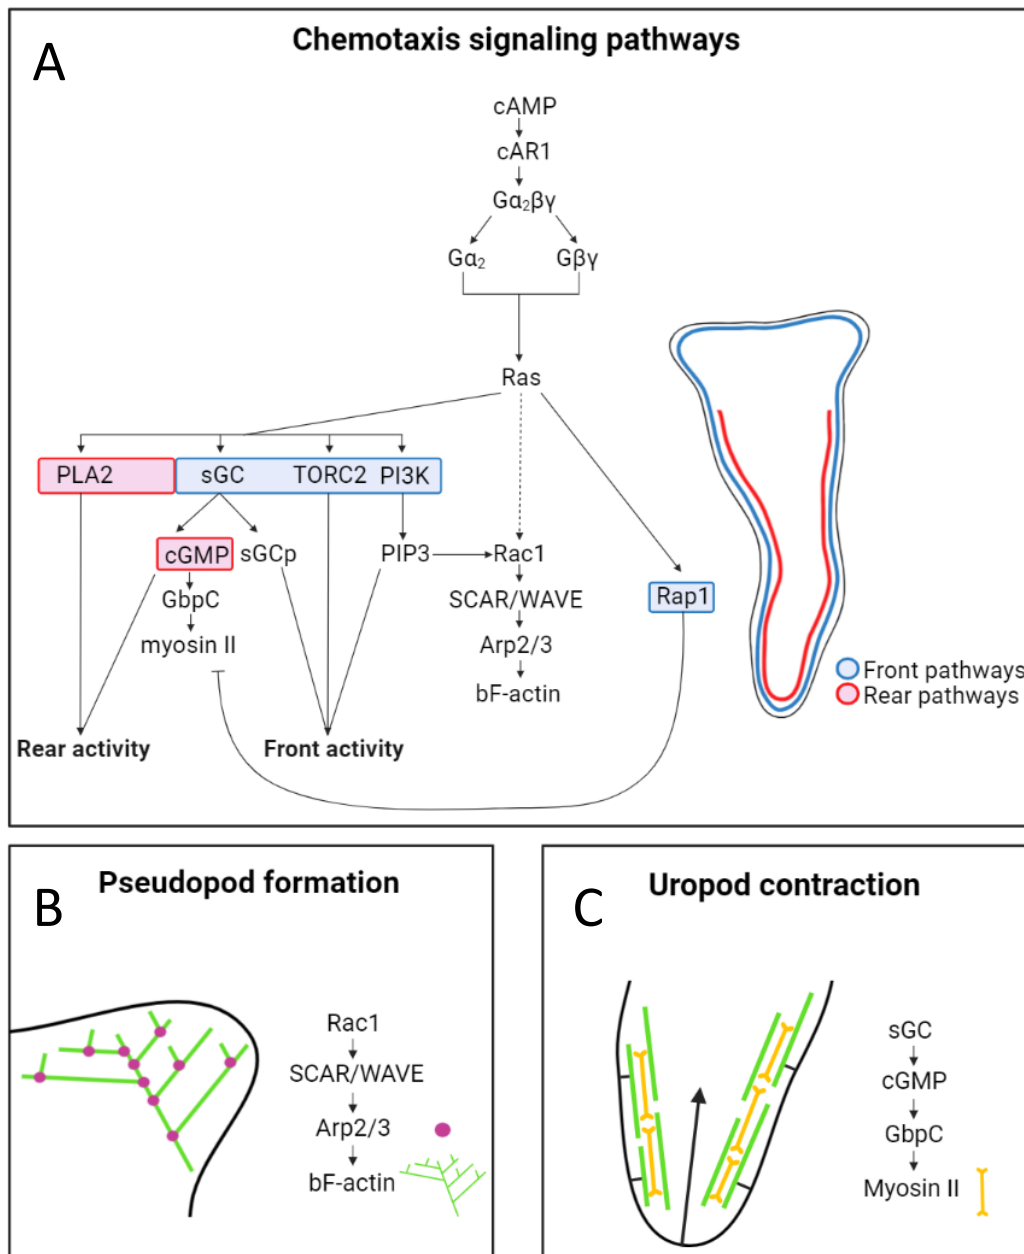 Chemotaxis signaling pathways
A
cAMP
cAR1
Gα₂βγ
Gα₂ Gβγ
Ras
PLA2 sGC TORC2 PI3K
cGMP sGCp PIP3 Rac1
GbpC SCAR/WAVE Rap1
myosin II Arp2/3
bF-actin
Front pathways
Rear pathways
Rear activity Front activity
Pseudopod formation
B
Rac1
SCAR/WAVE
Arp2/3
bF-actin
Uropod contraction
C
sGC
cGMP
GbpC
Myosin II